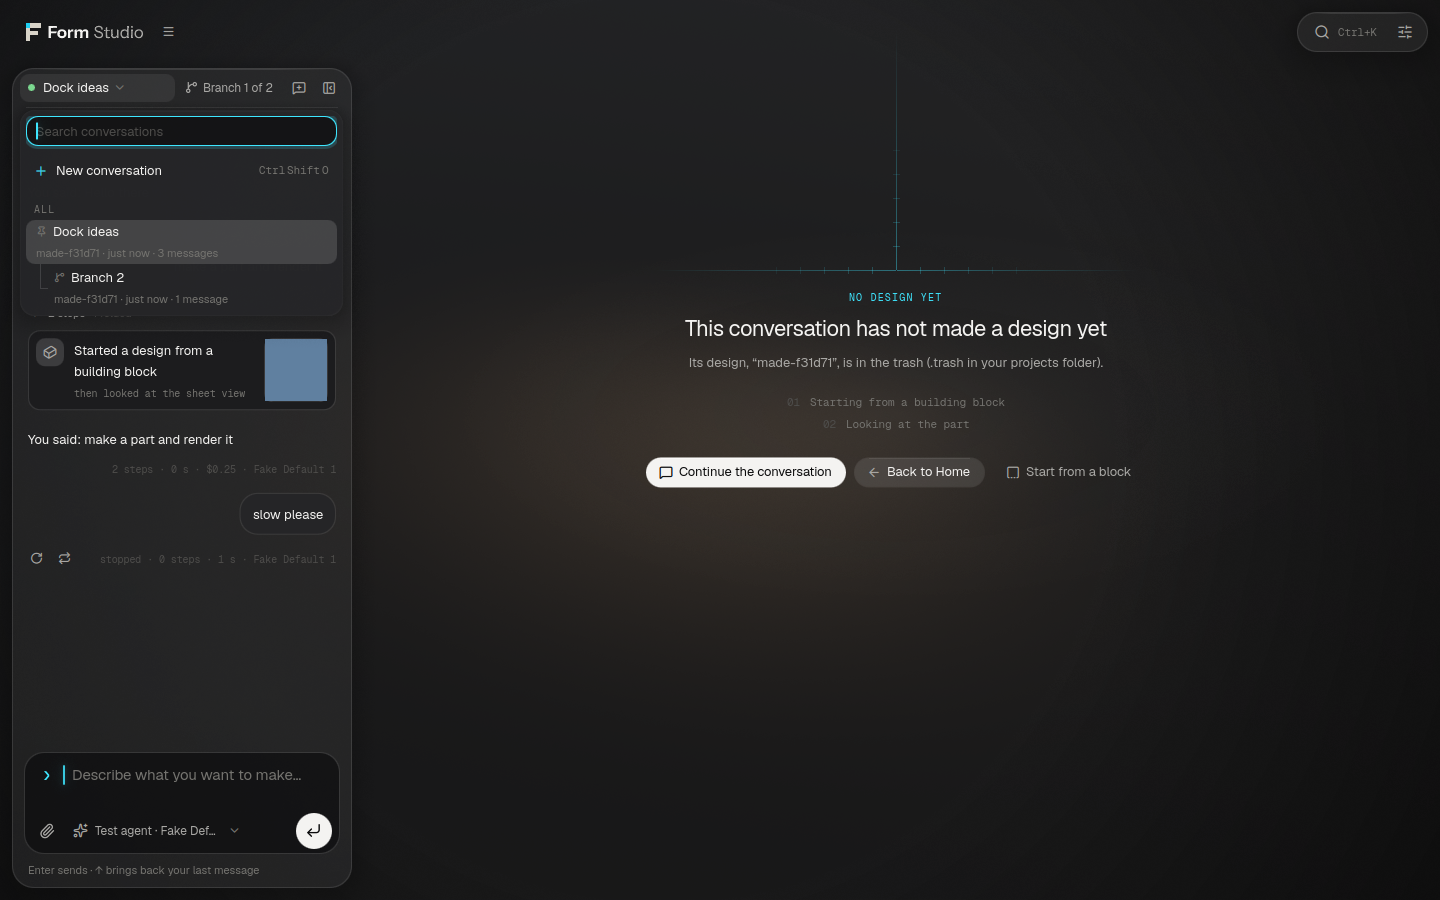 Form Studio
Ctrl+K
Dock ideas
Branch 1 of 2
Search conversations
New conversation
Ctrl Shift O
ALL
Dock ideas
made-f31d71 · just now · 3 messages
Branch 2
made-f31d71 · just now · 1 message
2 steps
Started a design from a
building block
then looked at the sheet view
You said: make a part and render it
2 steps · 0 s · $0.25 · Fake Default 1
slow please
stopped · 0 steps · 1 s · Fake Default 1
Describe what you want to make...
Test agent · Fake Def...
Enter sends · ↑ brings back your last message
NO DESIGN YET
This conversation has not made a design yet
Its design, “made-f31d71”, is in the trash (.trash in your projects folder).
01 Starting from a building block
02 Looking at the part
Continue the conversation
Back to Home
Start from a block